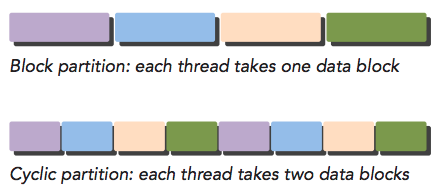 Block partition: each thread takes one data block
Cyclic partition: each thread takes two data blocks